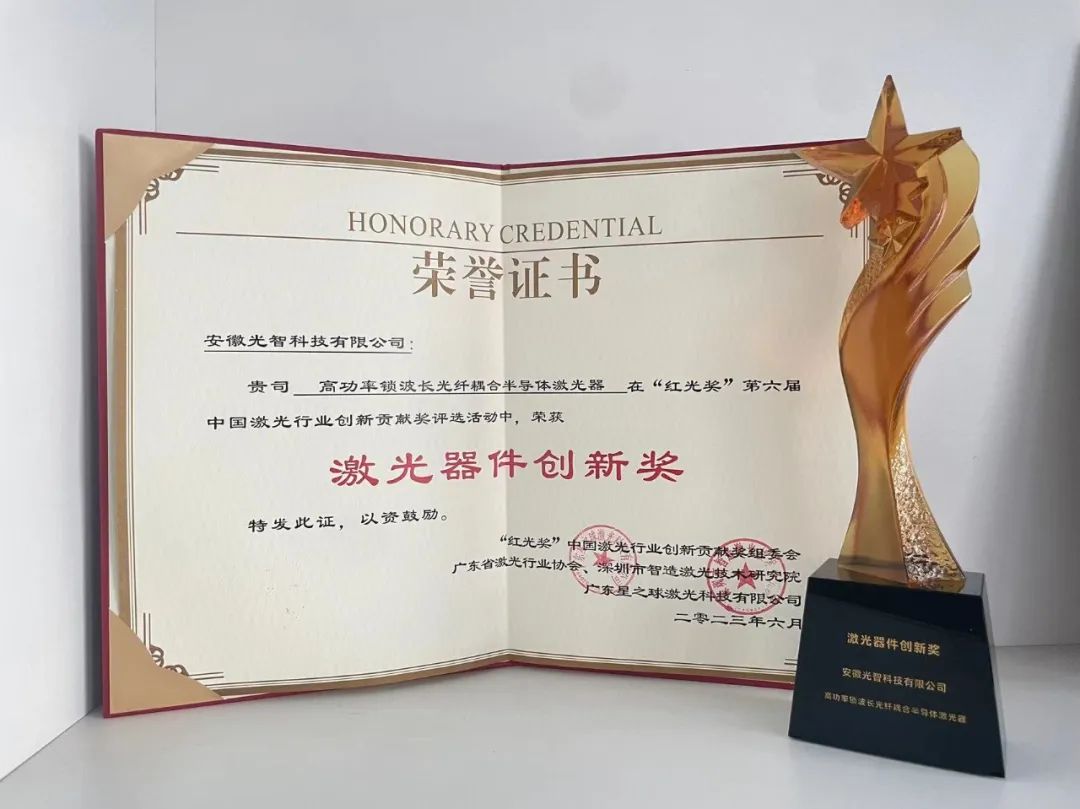 HONORARY CREDENTIAL
荣誉证书
安徽光智科技有限公司:
贵司 高功率锁波长光纤耦合半导体激光器 在“红光奖”第六届
中国激光行业创新贡献奖评选活动中，荣获
激光器件创新奖
特发此证，以资鼓励。
“红光奖”中国激光行业创新贡献奖组委会
广东省激光行业协会、深圳市智造激光技术研究院
广东星之球激光科技有限公司
二零二三年六月
激光器件创新奖
安徽光智科技有限公司
高功率锁波长光纤耦合半导体激光器